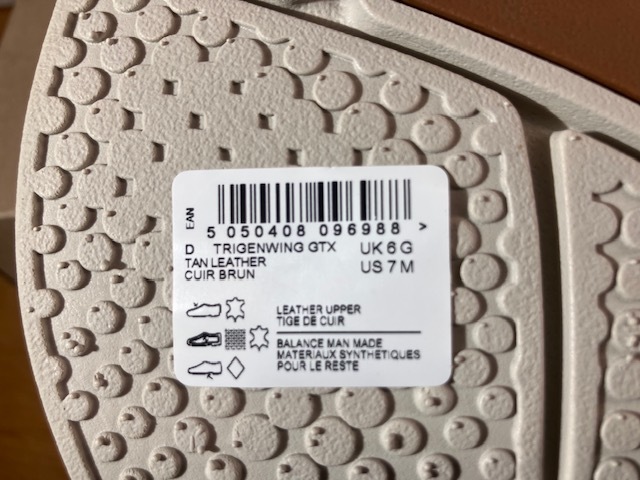 EAN
5 050408 096988 >
D TRIGENWING GTX UK 6 G
TAN LEATHER US 7 M
CUIR BRUN
LEATHER UPPER
TIGE DE CUIR
BALANCE MAN MADE
MATERIAUX SYNTHETIQUES
POUR LE RESTE